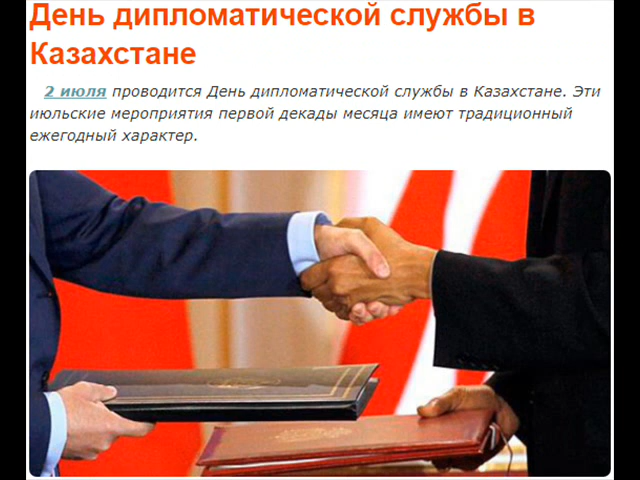 День дипломатической службы в
Казахстане
2 июля проводится День дипломатической службы в Казахстане. Эти
июльские мероприятия первой декады месяца имеют традиционный
ежегодный характер.